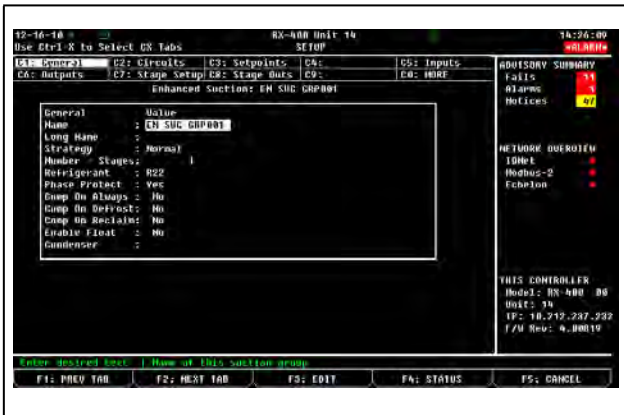 12-16-10
RX-400 Unit 14
14:26:09
Use Ctrl-X to Select CX Tabs
SETUP
*ALARM*
C1: General
C2: Circuits
C3: Setpoints
C4:
C5: Inputs
C6: Outputs
C7: Stage Setup
C8: Stage Outs
C9:
C0: MORE
Enhanced Suction: EN SUC GRP001
General Value
Name : EN SUC GRP001
Long Name :
Strategy : Normal
Number Stages: 1
Refrigerant : R22
Phase Protect : Yes
Comp On Always : No
Comp On Defrost: No
Comp On Reclaim: No
Enable Float : No
Condenser :
ADVISORY SUMMARY
Fails 11
Alarms
Notices 47
NETWORK OVERVIEW
IONet
Modbus-2
Echelon
THIS CONTROLLER
Model: RX-400 00
Unit: 14
IP: 10.212.237.232
F/W Rev: 4.00B19
Enter desired text | Name of this suction group
F1: PREV TAB
F2: NEXT TAB
F3: EDIT
F4: STATUS
F5: CANCEL